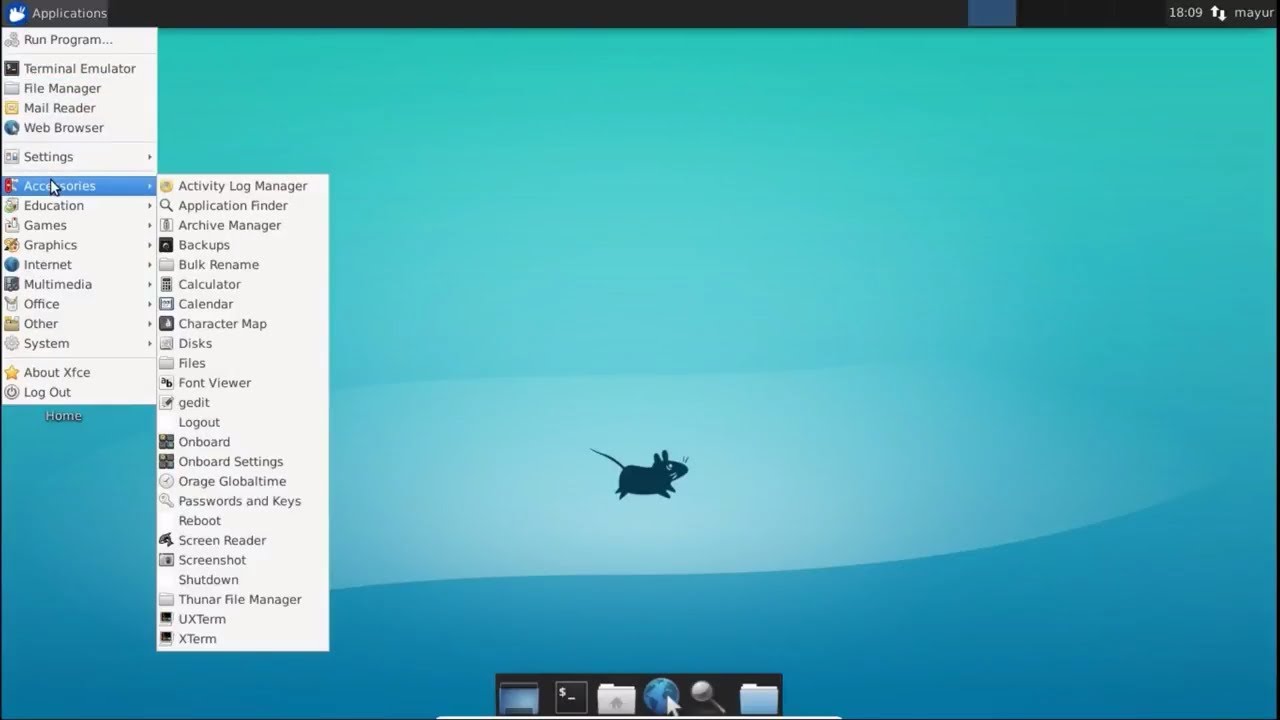 Applications
18:09 mayur
Run Program...
Terminal Emulator
File Manager
Mail Reader
Web Browser
Settings
Accessories
Education
Games
Graphics
Internet
Multimedia
Office
Other
System
About Xfce
Log Out
Home
Activity Log Manager
Application Finder
Archive Manager
Backups
Bulk Rename
Calculator
Calendar
Character Map
Disks
Files
Font Viewer
gedit
Logout
Onboard
Onboard Settings
Orage Globaltime
Passwords and Keys
Reboot
Screen Reader
Screenshot
Shutdown
Thunar File Manager
UXTerm
XTerm
$_